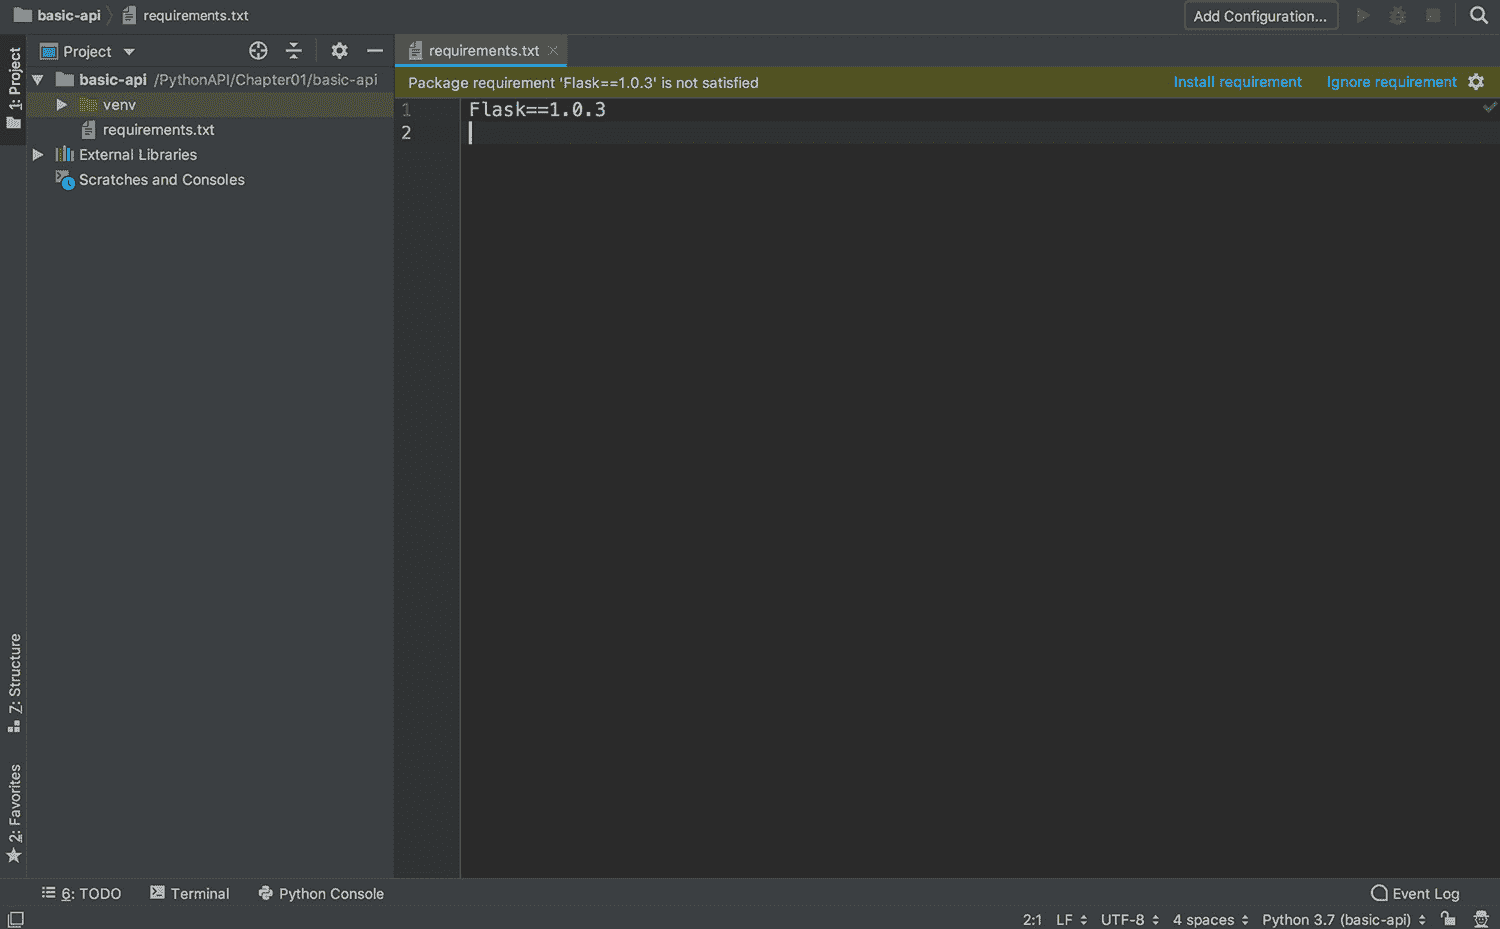 basic-api requirements.txt Add Configuration...
1: Project
Project
requirements.txt
basic-api /PythonAPI/Chapter01/basic-api
Package requirement 'Flask==1.0.3' is not satisfied Install requirement Ignore requirement
venv
1 Flask==1.0.3
requirements.txt
2
External Libraries
Scratches and Consoles
7: Structure
2: Favorites
6: TODO Terminal Python Console Event Log
2:1 LF UTF-8 4 spaces Python 3.7 (basic-api)